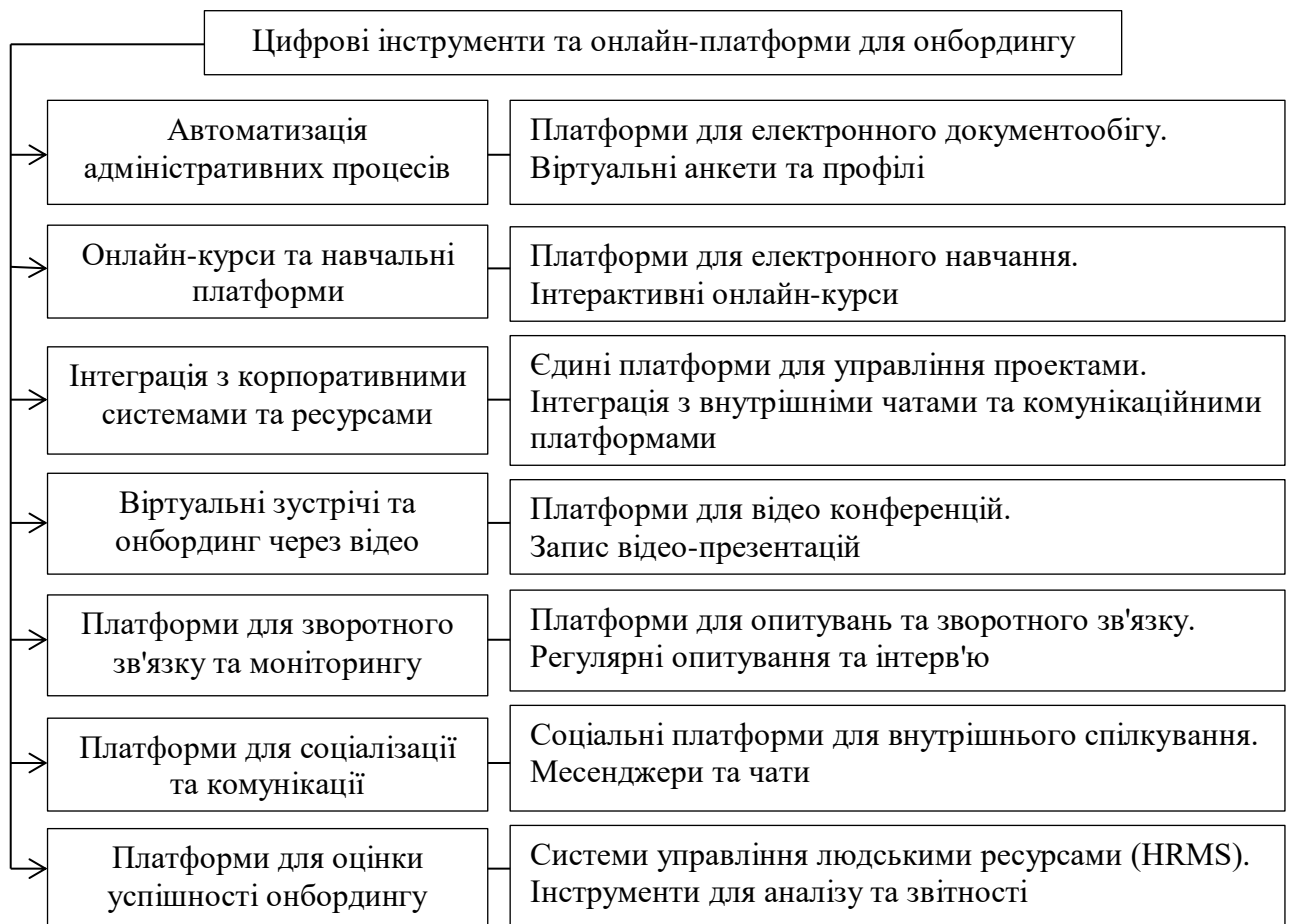 Цифрові інструменти та онлайн-платформи для онбордингу
Автоматизація
адміністративних процесів
Платформи для електронного документообігу.
Віртуальні анкети та профілі
Онлайн-курси та навчальні
платформи
Платформи для електронного навчання.
Інтерактивні онлайн-курси
Інтеграція з корпоративними
системами та ресурсами
Єдині платформи для управління проектами.
Інтеграція з внутрішніми чатами та комунікаційними
платформами
Віртуальні зустрічі та
онбординг через відео
Платформи для відео конференцій.
Запис відео-презентацій
Платформи для зворотного
зв'язку та моніторингу
Платформи для опитувань та зворотного зв'язку.
Регулярні опитування та інтерв'ю
Платформи для соціалізації
та комунікації
Соціальні платформи для внутрішнього спілкування.
Месенджери та чати
Платформи для оцінки
успішності онбордингу
Системи управління людськими ресурсами (HRMS).
Інструменти для аналізу та звітності